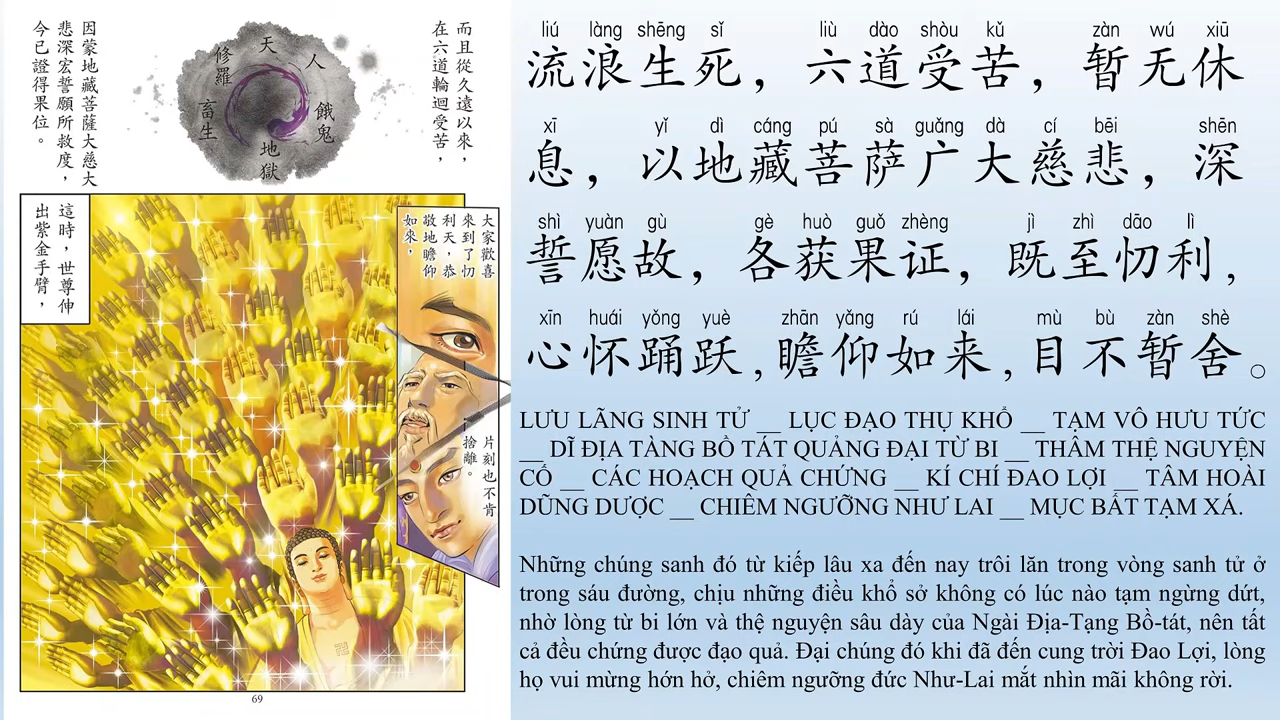 而且從久遠以來，
在六道輪迴受苦，
天
人
修羅
餓鬼
畜生
地獄
因蒙地藏菩薩大慈大
悲深宏誓願所救度，
今已證得果位。
大家歡喜
來到了忉
利天，恭
敬地瞻仰
如來，
片刻也不肯
捨離。
這時，世尊伸
出紫金手臂，
卍
69
liú làng shēng sǐ liù dào shòu kǔ zàn wú xiū
流浪生死，六道受苦，暂无休
xī yǐ dì cáng pú sà guǎng dà cí bēi shēn
息，以地藏菩萨广大慈悲，深
shì yuàn gù gè huò guǒ zhèng jì zhì dāo lì
誓愿故，各获果证，既至忉利，
xīn huái yǒng yuè zhān yǎng rú lái mù bù zàn shè
心怀踊跃，瞻仰如来，目不暂舍。
LƯU LÃNG SINH TỬ __ LỤC ĐẠO THỤ KHỔ __ TẠM VÔ HƯU TỨC
__ DĨ ĐỊA TÀNG BỒ TÁT QUẢNG ĐẠI TỪ BI __ THÂM THỆ NGUYỆN
CỐ __ CÁC HOẠCH QUẢ CHỨNG __ KÍ CHÍ ĐAO LỢI __ TÂM HOÀI
DŨNG DƯỢC __ CHIÊM NGƯỠNG NHƯ LAI __ MỤC BẤT TẠM XÁ.
Những chúng sanh đó từ kiếp lâu xa đến nay trôi lăn trong vòng sanh tử ở
trong sáu đường, chịu những điều khổ sở không có lúc nào tạm ngừng dứt,
nhờ lòng từ bi lớn và thệ nguyện sâu dày của Ngài Địa-Tạng Bồ-tát, nên tất
cả đều chứng được đạo quả. Đại chúng đó khi đã đến cung trời Đao Lợi, lòng
họ vui mừng hớn hở, chiêm ngưỡng đức Như-Lai mắt nhìn mãi không rời.